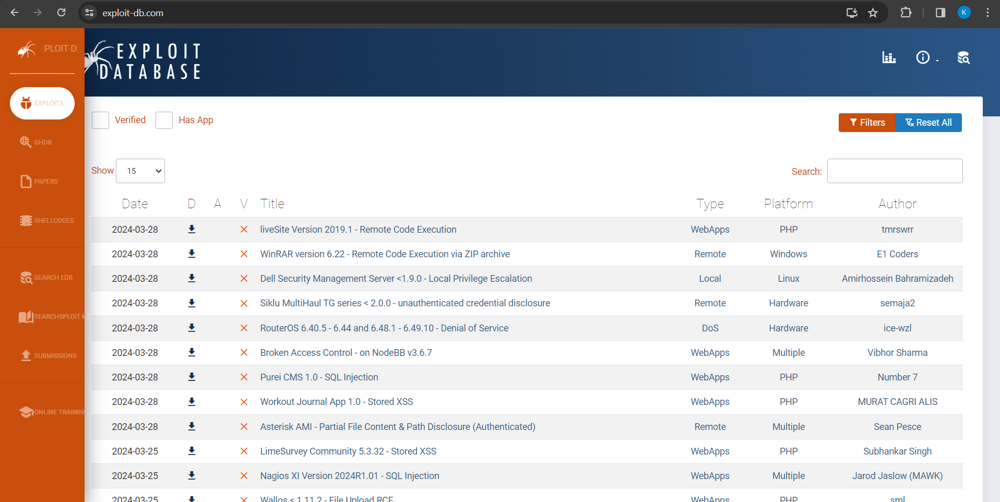 exploit-db.com
K
PLOIT DA
EXPLOIT
DATABASE
EXPLOITS
GHDB
PAPERS
SHELLCODES
SEARCH EDB
SEARCHSPLOIT M
SUBMISSIONS
ONLINE TRAINING
Verified Has App
Filters Reset All
Show 15 Search:
Date D A V Title Type Platform Author
2024-03-28 liveSite Version 2019.1 - Remote Code Execution WebApps PHP tmrswrr
2024-03-28 WinRAR version 6.22 - Remote Code Execution via ZIP archive Remote Windows E1 Coders
2024-03-28 Dell Security Management Server <1.9.0 - Local Privilege Escalation Local Linux Amirhossein Bahramizadeh
2024-03-28 Siklu MultiHaul TG series < 2.0.0 - unauthenticated credential disclosure Remote Hardware semaja2
2024-03-28 RouterOS 6.40.5 - 6.44 and 6.48.1 - 6.49.10 - Denial of Service DoS Hardware ice-wzl
2024-03-28 Broken Access Control - on NodeBB v3.6.7 WebApps Multiple Vibhor Sharma
2024-03-28 Purei CMS 1.0 - SQL Injection WebApps PHP Number 7
2024-03-28 Workout Journal App 1.0 - Stored XSS WebApps PHP MURAT CAGRI ALIS
2024-03-28 Asterisk AMI - Partial File Content & Path Disclosure (Authenticated) Remote Multiple Sean Pesce
2024-03-25 LimeSurvey Community 5.3.32 - Stored XSS WebApps PHP Subhankar Singh
2024-03-25 Nagios XI Version 2024R1.01 - SQL Injection WebApps Multiple Jarod Jaslow (MAWK)
2024-03-25 Wallos < 1.11.2 - File Upload RCE WebApps PHP sml